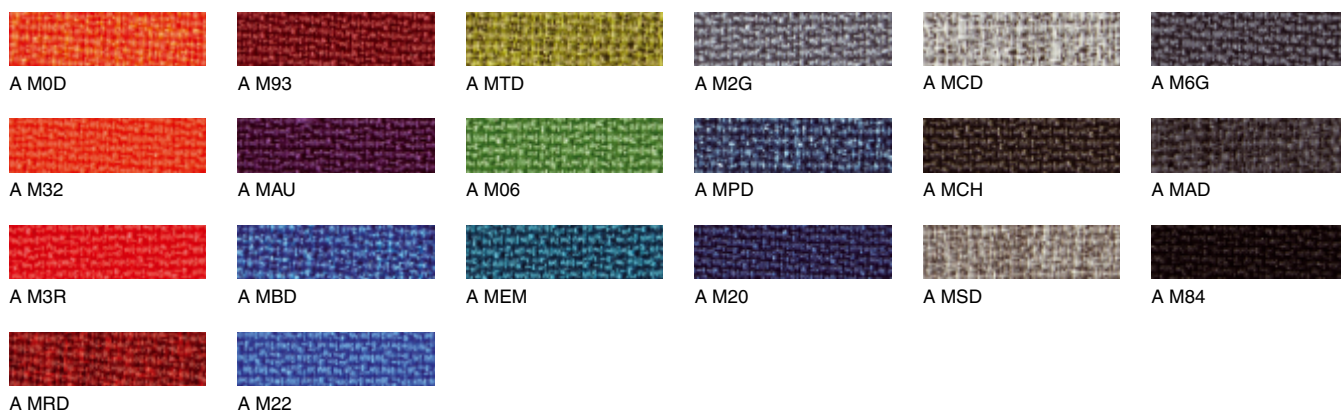 A M0D
A M93
A MTD
A M2G
A MCD
A M6G
A M32
A MAU
A M06
A MPD
A MCH
A MAD
A M3R
A MBD
A MEM
A M20
A MSD
A M84
A MRD
A M22